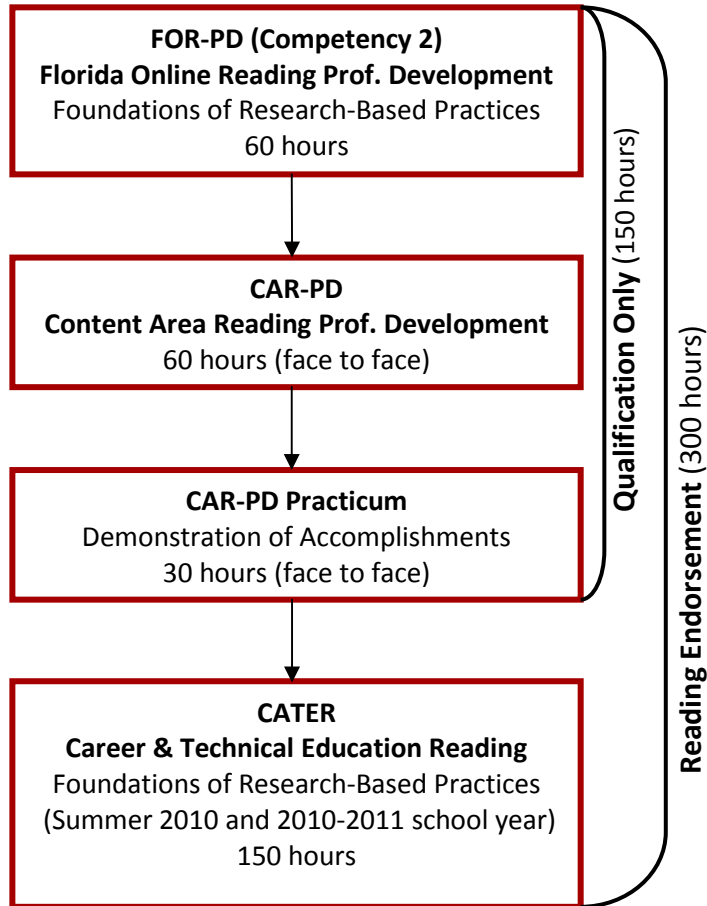 FOR-PD (Competency 2)
Florida Online Reading Prof. Development
Foundations of Research-Based Practices
60 hours
CAR-PD
Content Area Reading Prof. Development
60 hours (face to face)
CAR-PD Practicum
Demonstration of Accomplishments
30 hours (face to face)
CATER
Career & Technical Education Reading
Foundations of Research-Based Practices
(Summer 2010 and 2010-2011 school year)
150 hours
Qualification Only (150 hours)
Reading Endorsement (300 hours)